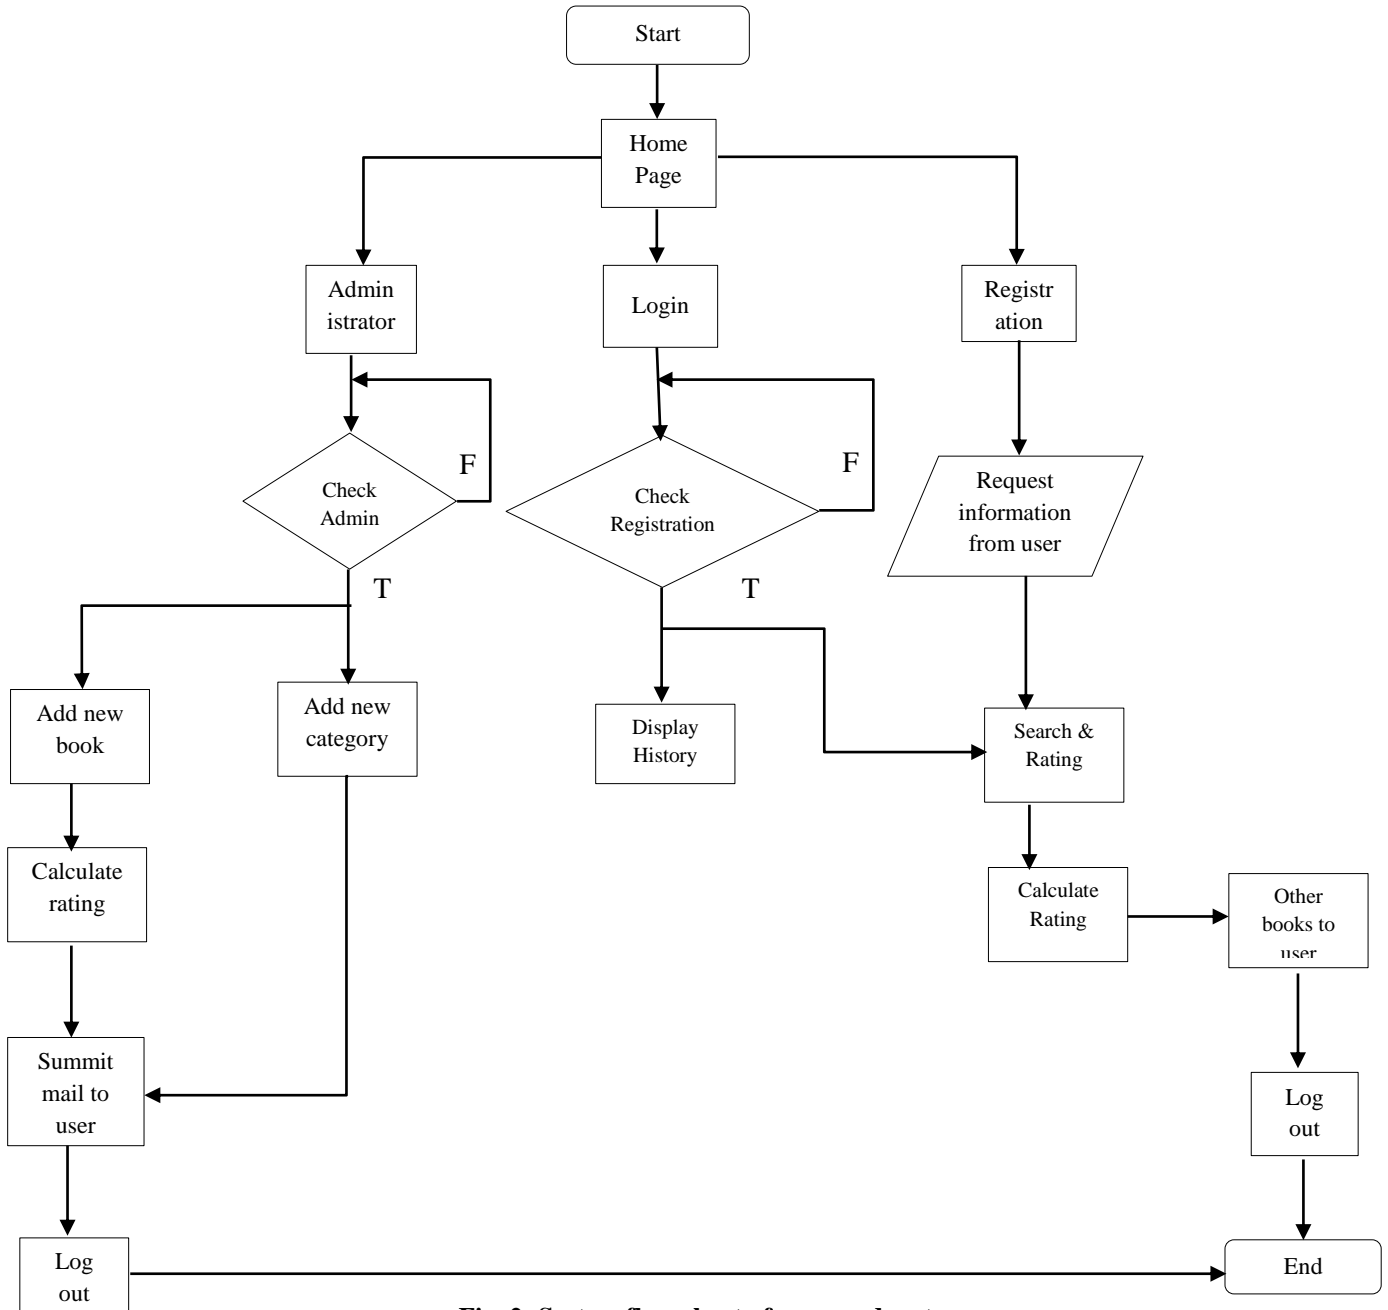 Start
Home
Page
Admin
istrator
Login
Registr
ation
F
F
Check
Admin
Check
Registration
Request
information
from user
T
T
Add new
book
Add new
category
Display
History
Search &
Rating
Calculate
rating
Calculate
Rating
Other
books to
user
Summit
mail to
user
Log
out
Log
out
End